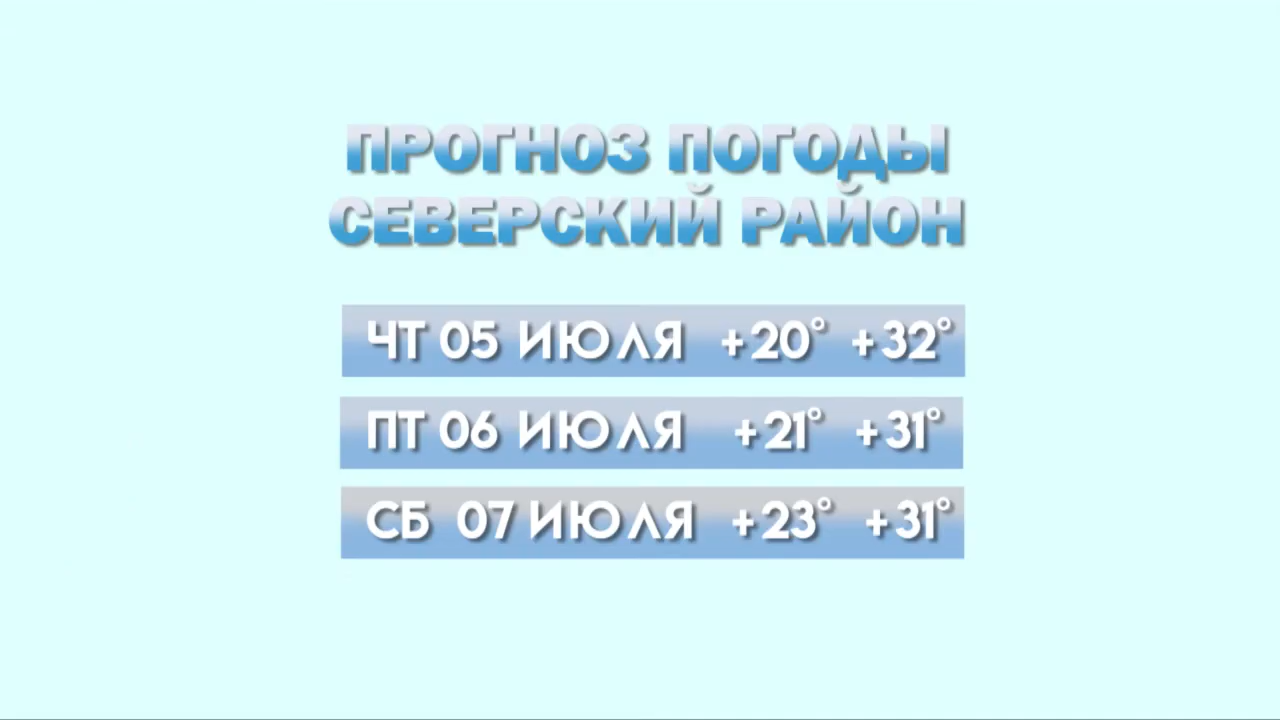 ПРОГНОЗ ПОГОДЫ
СЕВЕРСКИЙ РАЙОН
ЧТ 05 ИЮЛЯ +20° +32°
ПТ 06 ИЮЛЯ +21° +31°
СБ 07 ИЮЛЯ +23° +31°